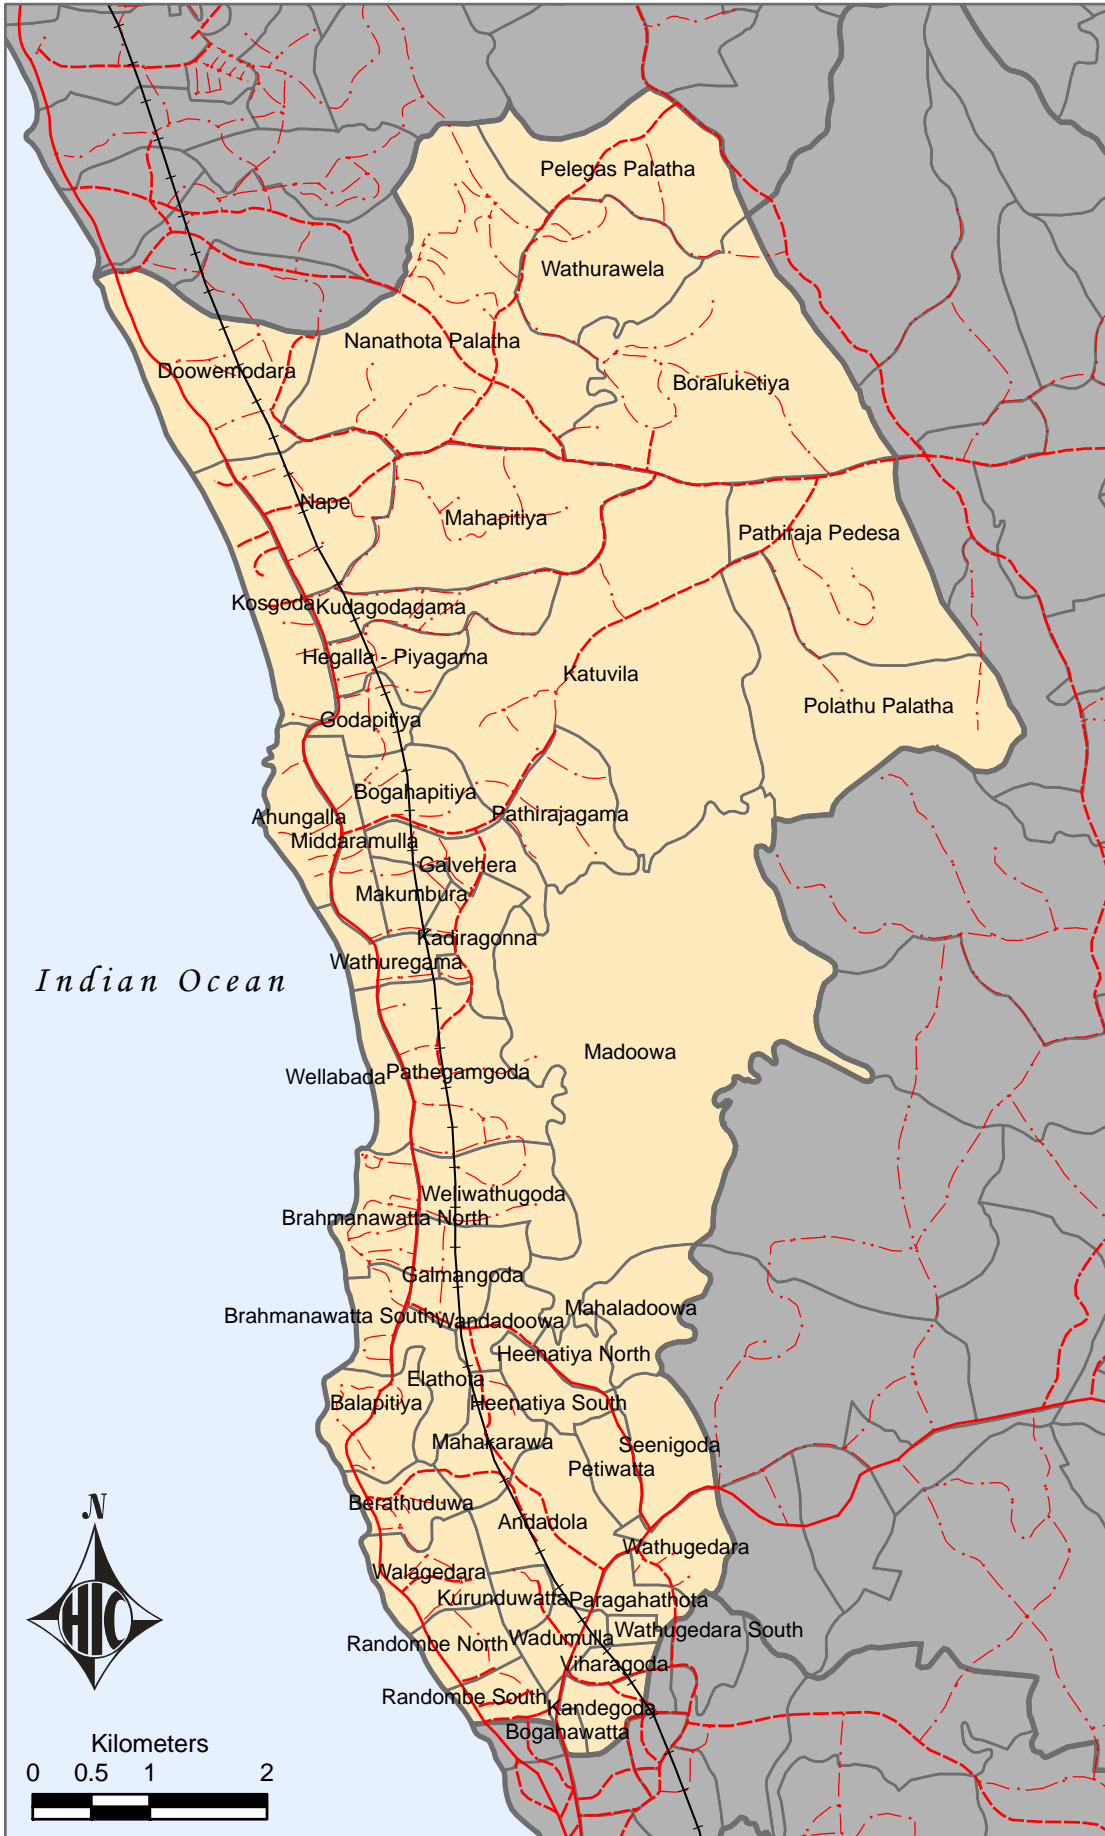 Pelegas Palatha
Wathurawela
Nanathota Palatha
Doowemodara
Boraluketiya
Nape
Mahapitiya
Pathiraja Pedesa
Kosgoda
Kudagodagama
Hegalla - Piyagama
Katuvila
Polathu Palatha
Godapitiya
Bogahapitiya
Pathirajagama
Ahungalla
Middaramulla
Galvehera
Makumbura
Kadiragonna
Wathuregama
Indian Ocean
Madoowa
Wellabada
Pathegamgoda
Weliwathugoda
Brahmanawatta North
Galmangoda
Mahaladoowa
Brahmanawatta South
Wandadoowa
Heenatiya North
Elathota
Balapitiya
Heenatiya South
Mahakarawa
Seenigoda
Petiwatta
Berathuduwa
Andadola
Wathugedara
Walagedara
Kurunduwatta
Paragahathota
Wathugedara South
Randombe North
Wadumulla
Viharagoda
Randombe South
Kandegoda
Bogahawatta
N
HIC
Kilometers
0 0.5 1 2